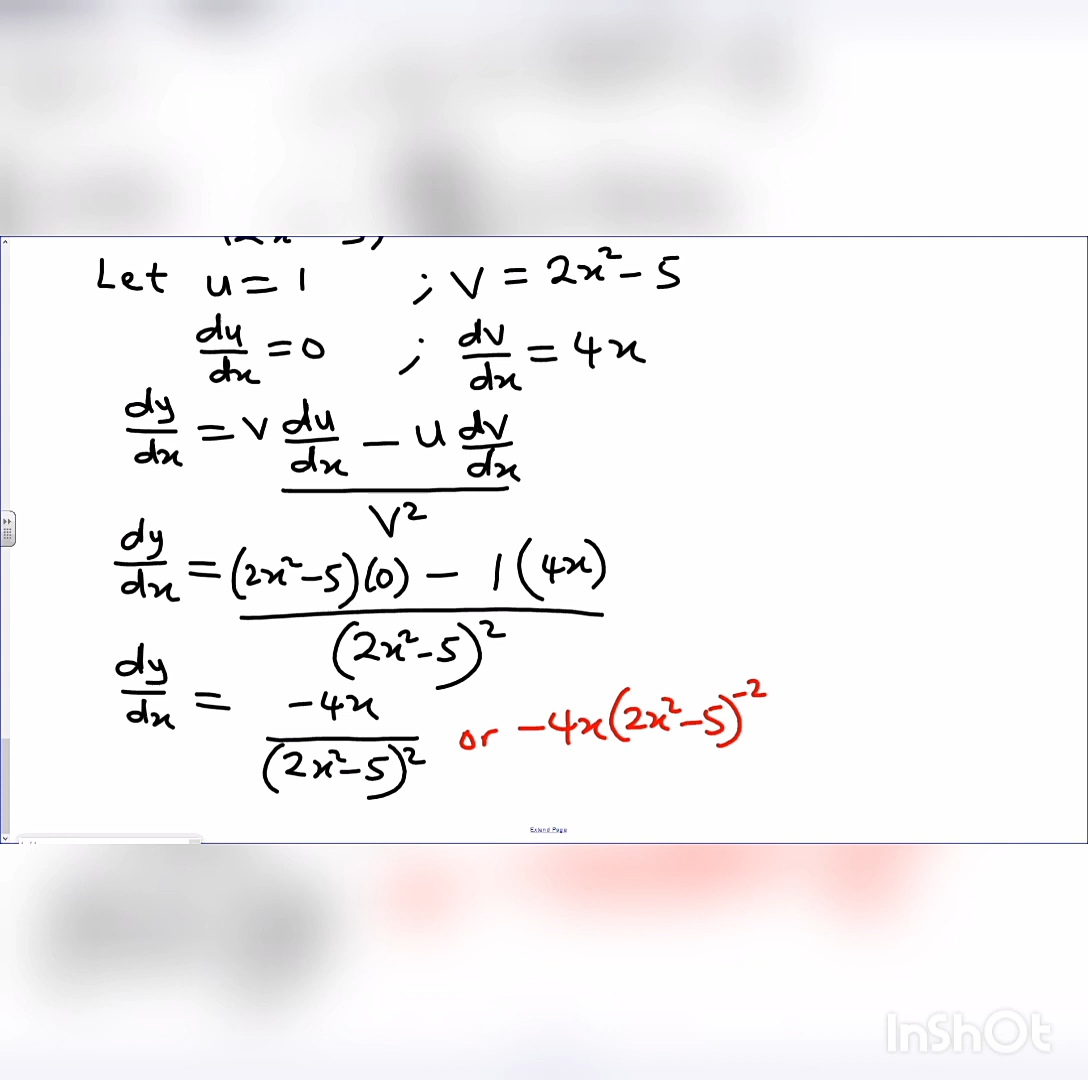 Let u = 1 ; v = 2x² - 5
du/dx = 0 ; dv/dx = 4x
dy/dx = (v du/dx - u dv/dx) / v²
dy/dx = ((2x² - 5)(0) - 1(4x)) / (2x² - 5)²
dy/dx = -4x / (2x² - 5)² or -4x(2x² - 5)⁻²
Extend Page
InShOt